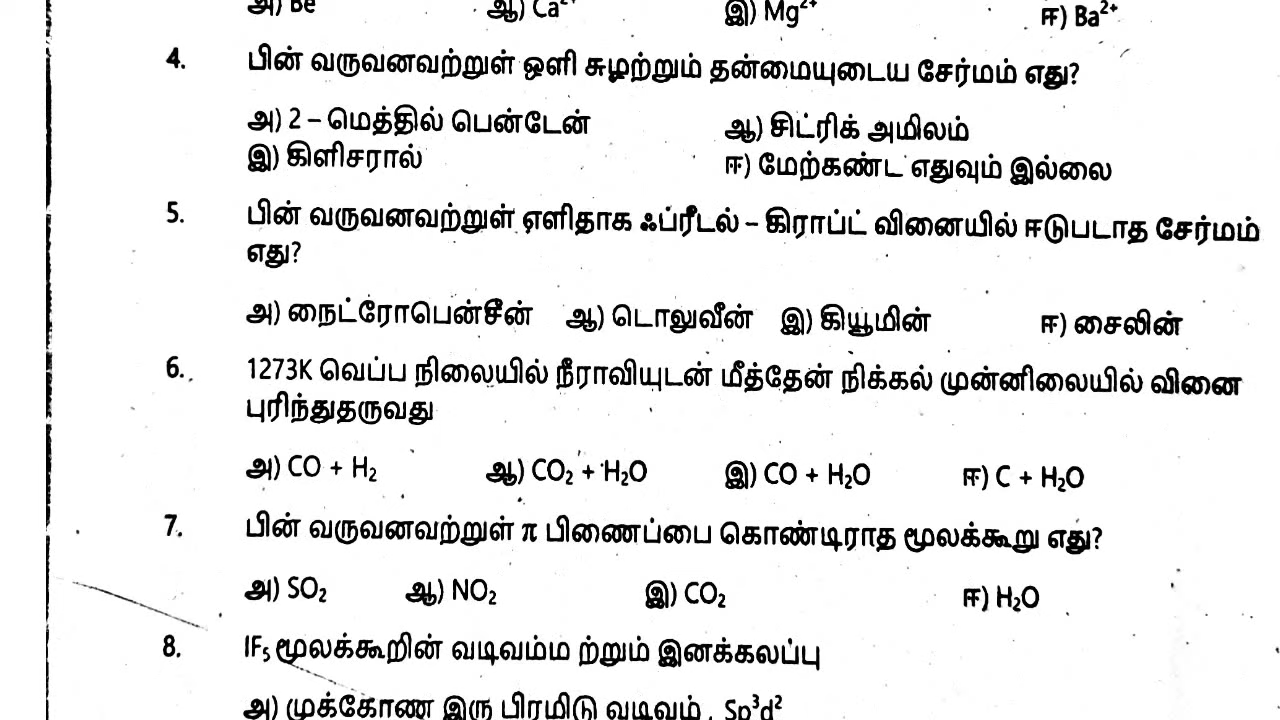 அ) Be ஆ) Ca²⁺ இ) Mg²⁺ ஈ) Ba²⁺
4. பின் வருவனவற்றுள் ஒளி சுழற்றும் தன்மையுடைய சேர்மம் எது?
அ) 2 – மெத்தில் பென்டேன் ஆ) சிட்ரிக் அமிலம்
இ) கிளிசரால் ஈ) மேற்கண்ட எதுவும் இல்லை
5. பின் வருவனவற்றுள் ஏளிதாக ஃப்ரீடல் – கிராப்ட் வினையில் ஈடுபடாத சேர்மம்
எது?
அ) நைட்ரோபென்சீன் ஆ) டொலுவீன் இ) கியூமின் ஈ) சைலின்
6. 1273K வெப்ப நிலையில் நீராவியுடன் மீத்தேன் நிக்கல் முன்னிலையில் வினை
புரிந்துதருவது
அ) CO + H₂ ஆ) CO₂ + H₂O இ) CO + H₂O ஈ) C + H₂O
7. பின் வருவனவற்றுள் π பிணைப்பை கொண்டிராத மூலக்கூறு எது?
அ) SO₂ ஆ) NO₂ இ) CO₂ ஈ) H₂O
8. IF₅ மூலக்கூறின் வடிவம்ம ற்றும் இனக்கலப்பு
அ) முக்கோண இரு பிரமிடு வடிவம் , Sp³d²